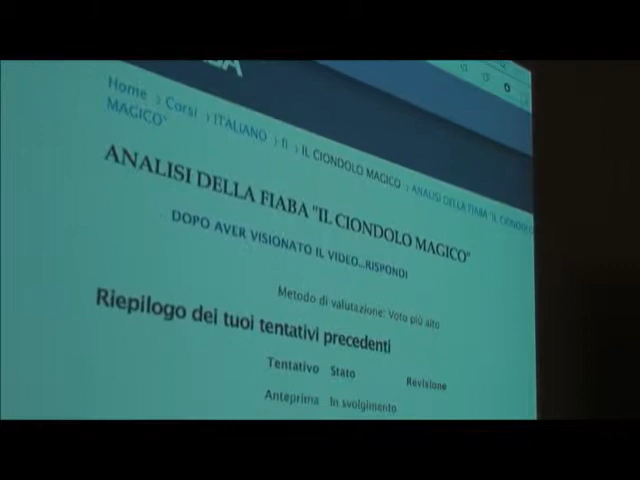 Home > Corsi > ITALIANO > fi > IL CIONDOLO MAGICO > ANALISI DELLA FIABA "IL CIONDOLO
MAGICO"
ANALISI DELLA FIABA "IL CIONDOLO MAGICO"
DOPO AVER VISIONATO IL VIDEO...RISPONDI
Metodo di valutazione: Voto più alto
Riepilogo dei tuoi tentativi precedenti
Tentativo Stato Revisione
Anteprima In svolgimento